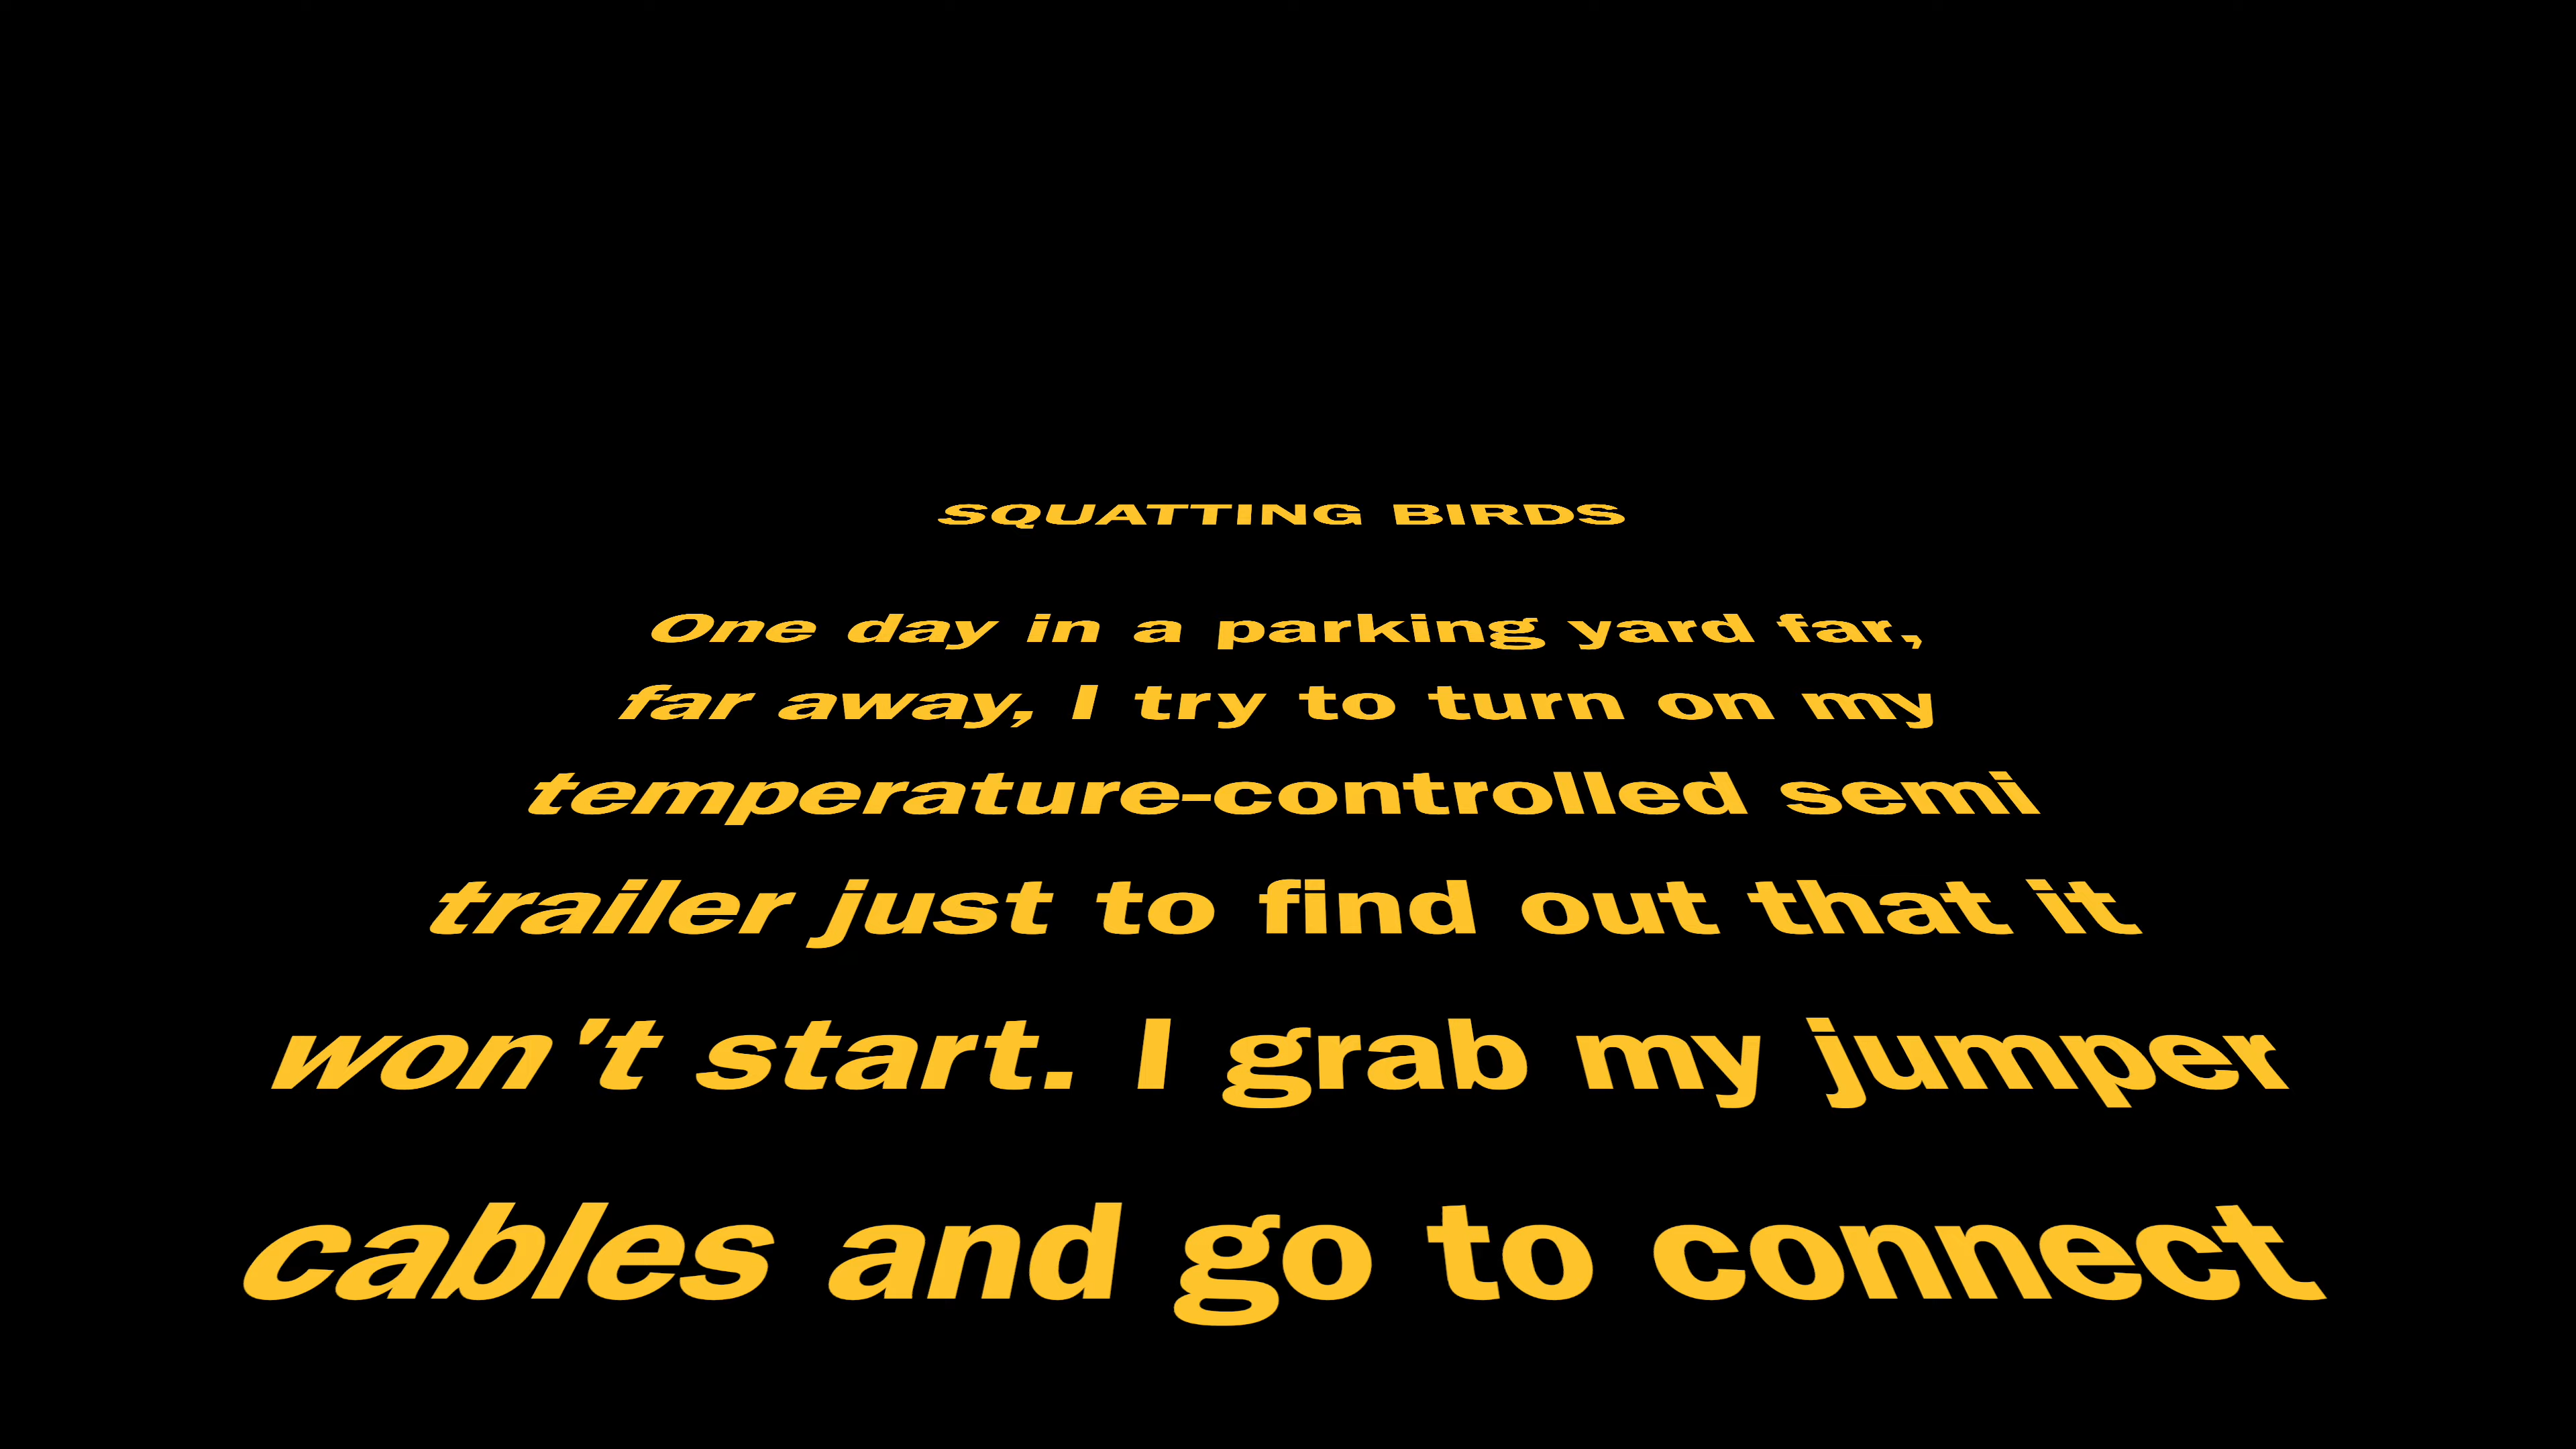 SQUATTING BIRDS
One day in a parking yard far,
far away, I try to turn on my
temperature-controlled semi
trailer just to find out that it
won't start. I grab my jumper
cables and go to connect